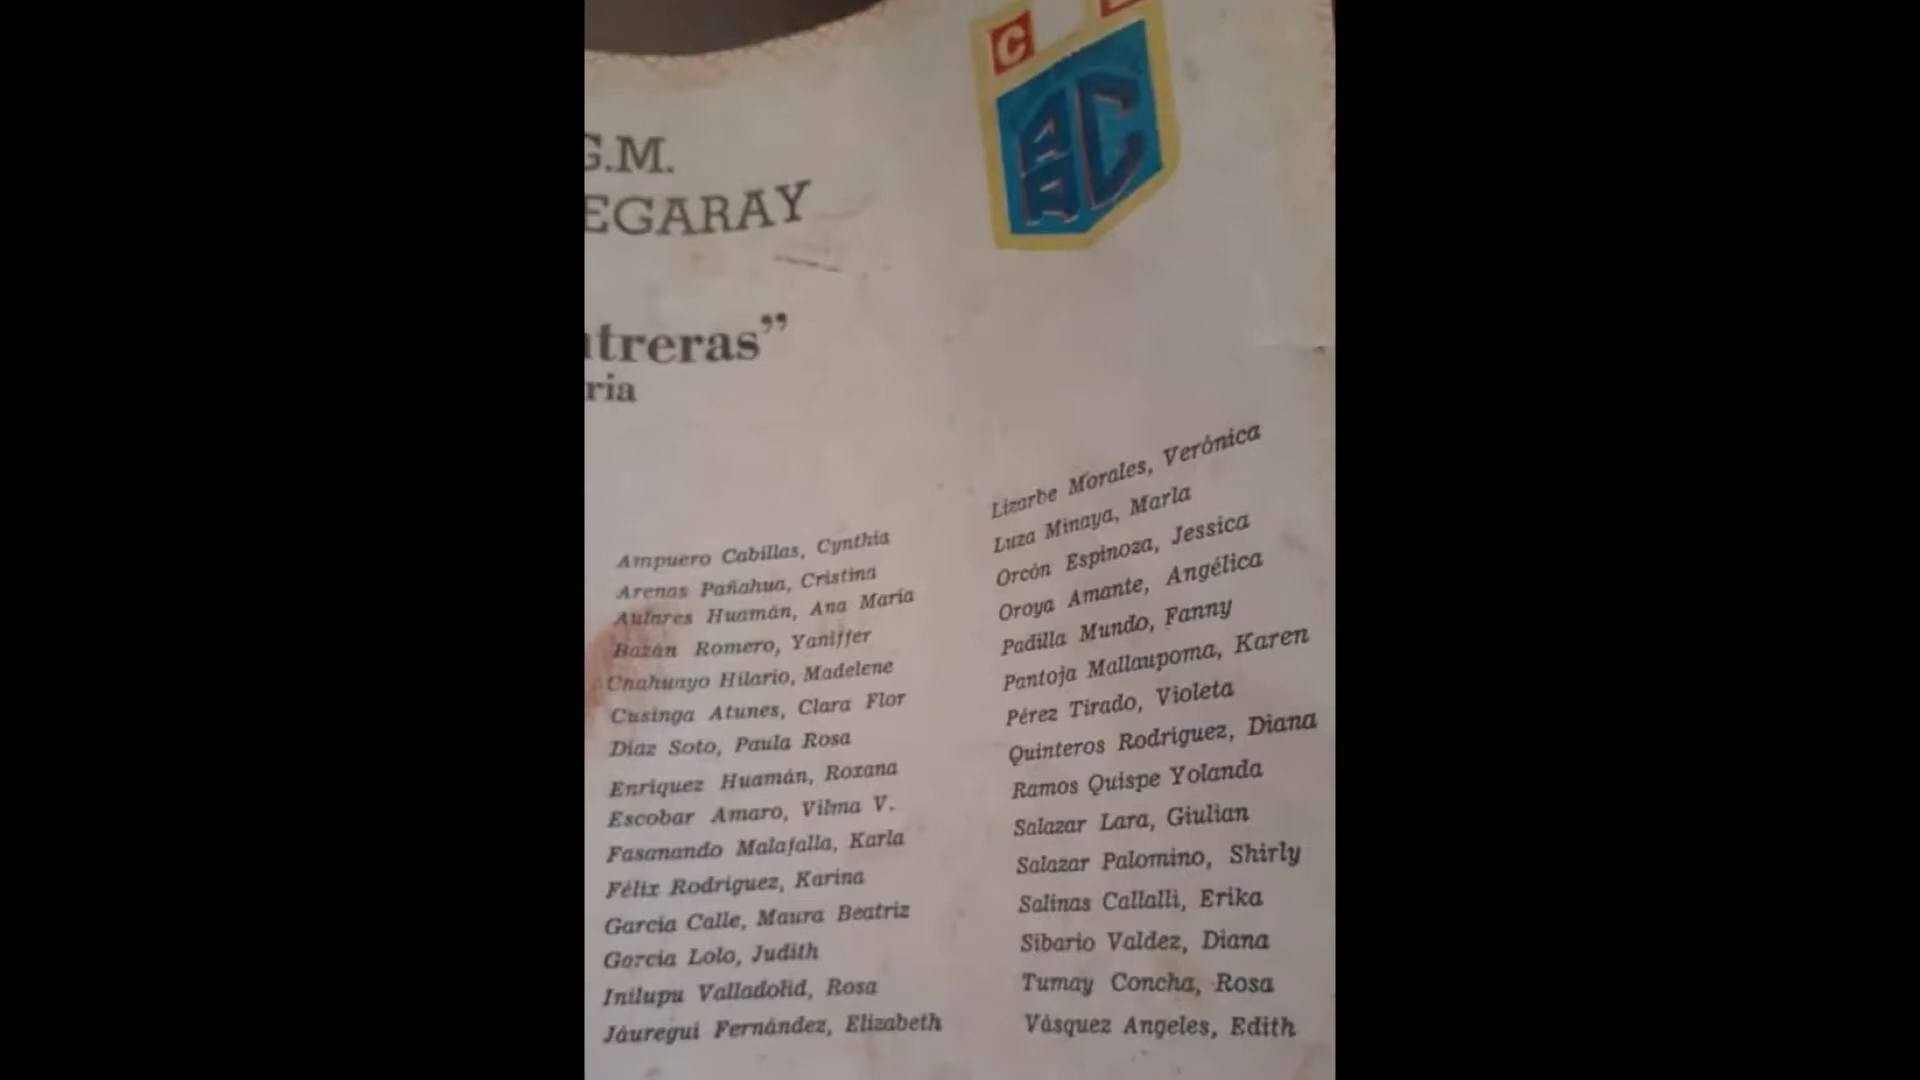 C
AAC
G.M.
EGARAY
treras”
ria
Ampuero Cabillas, Cynthia
Arenas Pañahua, Cristina
Aulares Huamán, Ana María
Bazán Romero, Yaniffer
Chahuayo Hilario, Madelene
Cusinga Atunes, Clara Flor
Díaz Soto, Paula Rosa
Enríquez Huamán, Roxana
Escobar Amaro, Vilma V.
Fasanando Malafalla, Karla
Félix Rodríguez, Karina
García Calle, Maura Beatriz
García Lolo, Judith
Inilupu Valladolid, Rosa
Jáuregui Fernández, Elizabeth
Lizarbe Morales, Verónica
Luza Minaya, Marla
Orcón Espinoza, Jessica
Oroya Amante, Angélica
Padilla Mundo, Fanny
Pantoja Mallaupoma, Karen
Pérez Tirado, Violeta
Quinteros Rodríguez, Diana
Ramos Quispe Yolanda
Salazar Lara, Giulian
Salazar Palomino, Shirly
Salinas Callalli, Erika
Sibario Valdez, Diana
Tumay Concha, Rosa
Vásquez Angeles, Edith